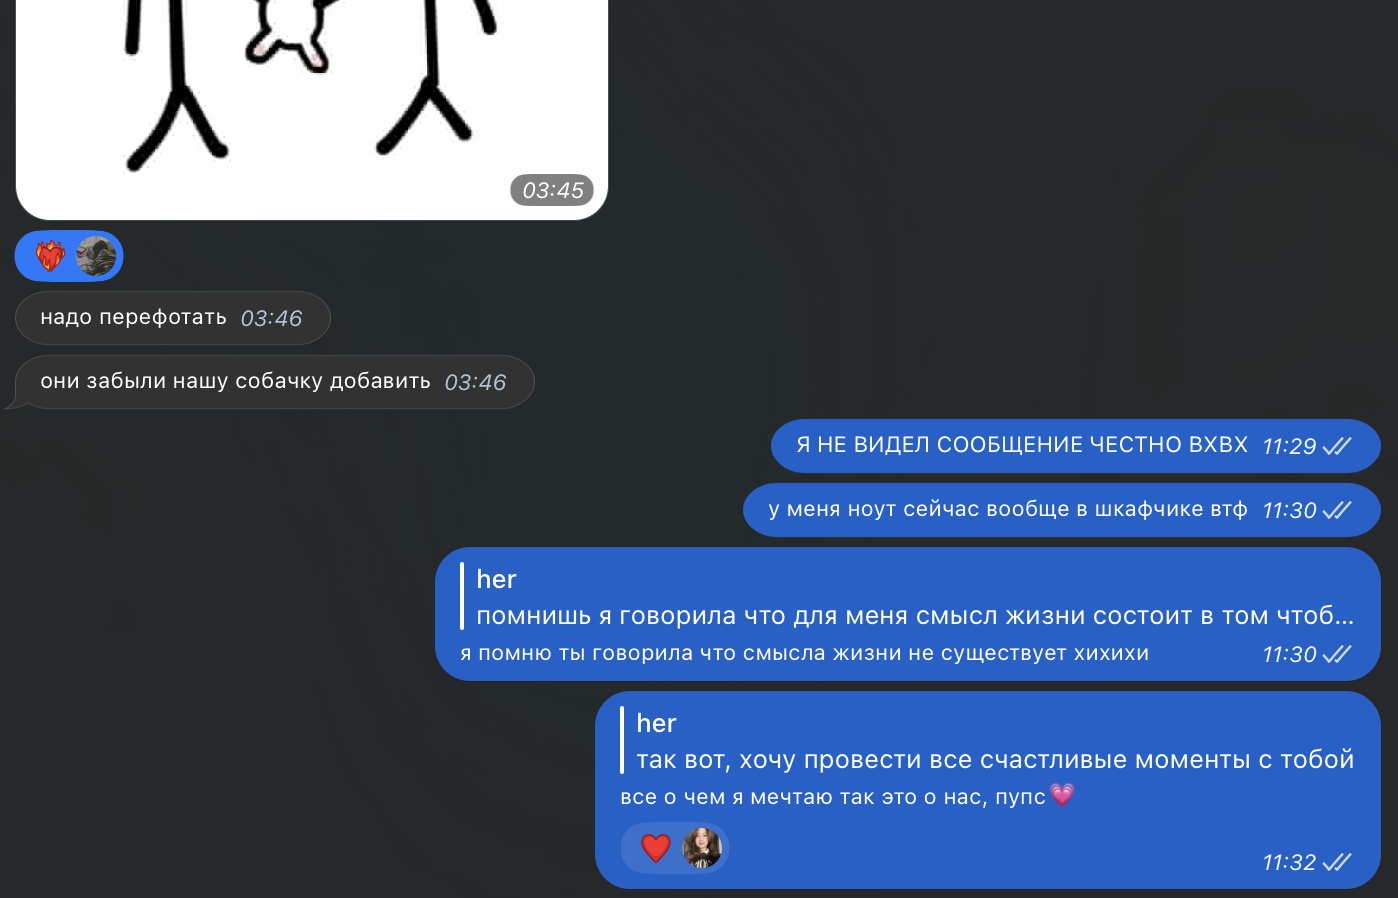 03:45
надо перефотать 03:46
они забыли нашу собачку добавить 03:46
Я НЕ ВИДЕЛ СООБЩЕНИЕ ЧЕСТНО ВХВХ 11:29
у меня ноут сейчас вообще в шкафчике втф 11:30
her
помнишь я говорила что для меня смысл жизни состоит в том чтоб...
я помню ты говорила что смысла жизни не существует хихихи 11:30
her
так вот, хочу провести все счастливые моменты с тобой
все о чем я мечтаю так это о нас, пупс💗
11:32